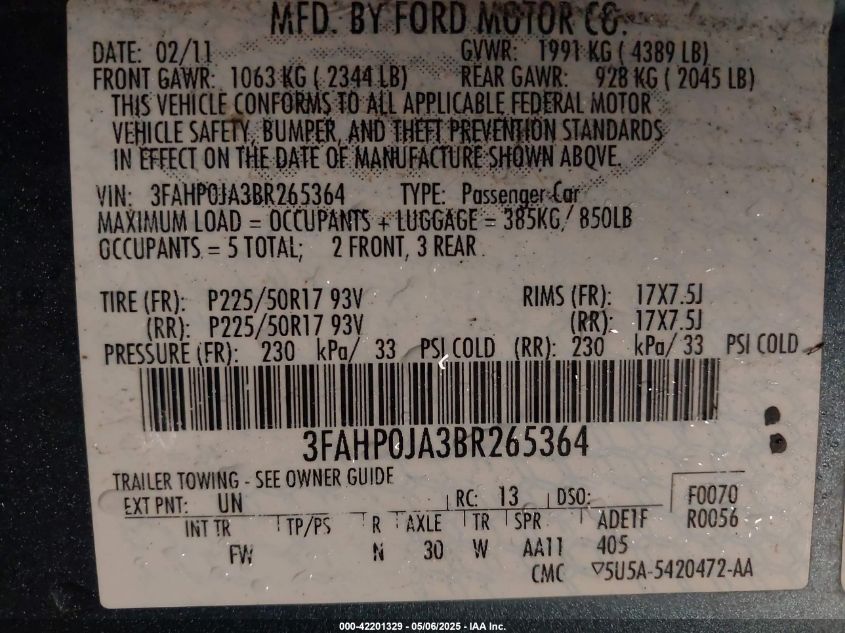 MFD. BY FORD MOTOR CO.
DATE: 02/11 GVWR: 1991 KG ( 4389 LB)
FRONT GAWR: 1063 KG ( 2344 LB) REAR GAWR: 928 KG ( 2045 LB)
THIS VEHICLE CONFORMS TO ALL APPLICABLE FEDERAL MOTOR
VEHICLE SAFETY, BUMPER, AND THEFT PREVENTION STANDARDS
IN EFFECT ON THE DATE OF MANUFACTURE SHOWN ABOVE.
VIN: 3FAHP0JA3BR265364 TYPE: Passenger Car
MAXIMUM LOAD = OCCUPANTS + LUGGAGE = 385KG/ 850LB
OCCUPANTS = 5 TOTAL; 2 FRONT, 3 REAR
TIRE (FR): P225/50R17 93V RIMS (FR): 17X7.5J
(RR): P225/50R17 93V (RR): 17X7.5J
PRESSURE (FR): 230 kPa/ 33 PSI COLD (RR): 230 kPa/ 33 PSI COLD
3FAHP0JA3BR265364
TRAILER TOWING - SEE OWNER GUIDE
EXT PNT: UN RC: 13 DSO: F0070
INT TR TP/PS R AXLE TR SPR ADE1F R0056
FW N 30 W AA11 405
CMC ▽5U5A-5420472-AA
000-42201329 - 05/06/2025 - IAA Inc.